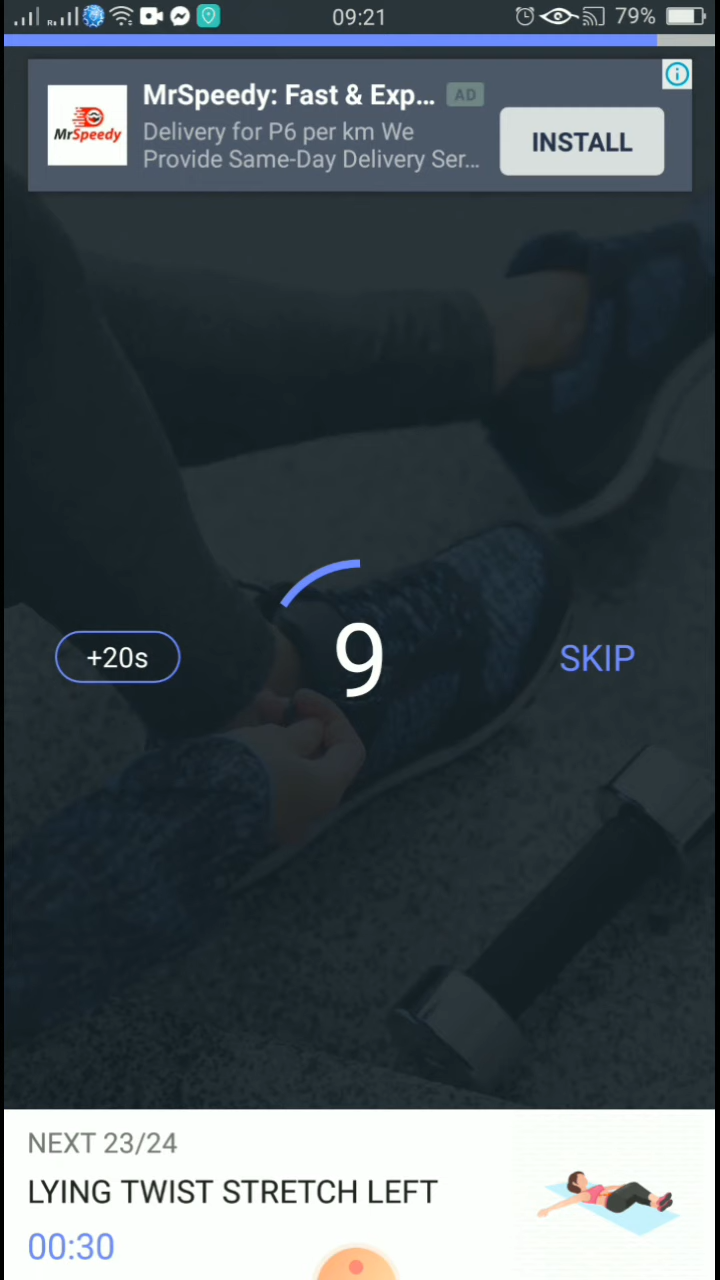 09:21
79%
MrSpeedy: Fast & Exp... AD
MrSpeedy
Delivery for P6 per km We
Provide Same-Day Delivery Ser...
INSTALL
+20s
9
SKIP
NEXT 23/24
LYING TWIST STRETCH LEFT
00:30